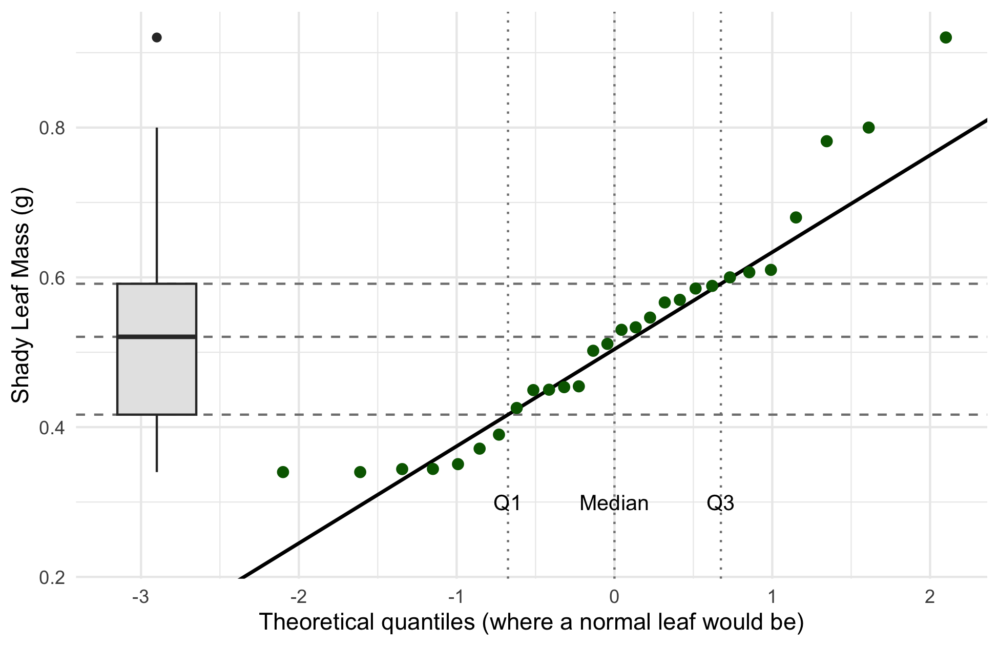 Shady Leaf Mass (g)
0.8
0.6
0.4
0.2
Q1
Median
Q3
-3
-2
-1
0
1
2
Theoretical quantiles (where a normal leaf would be)